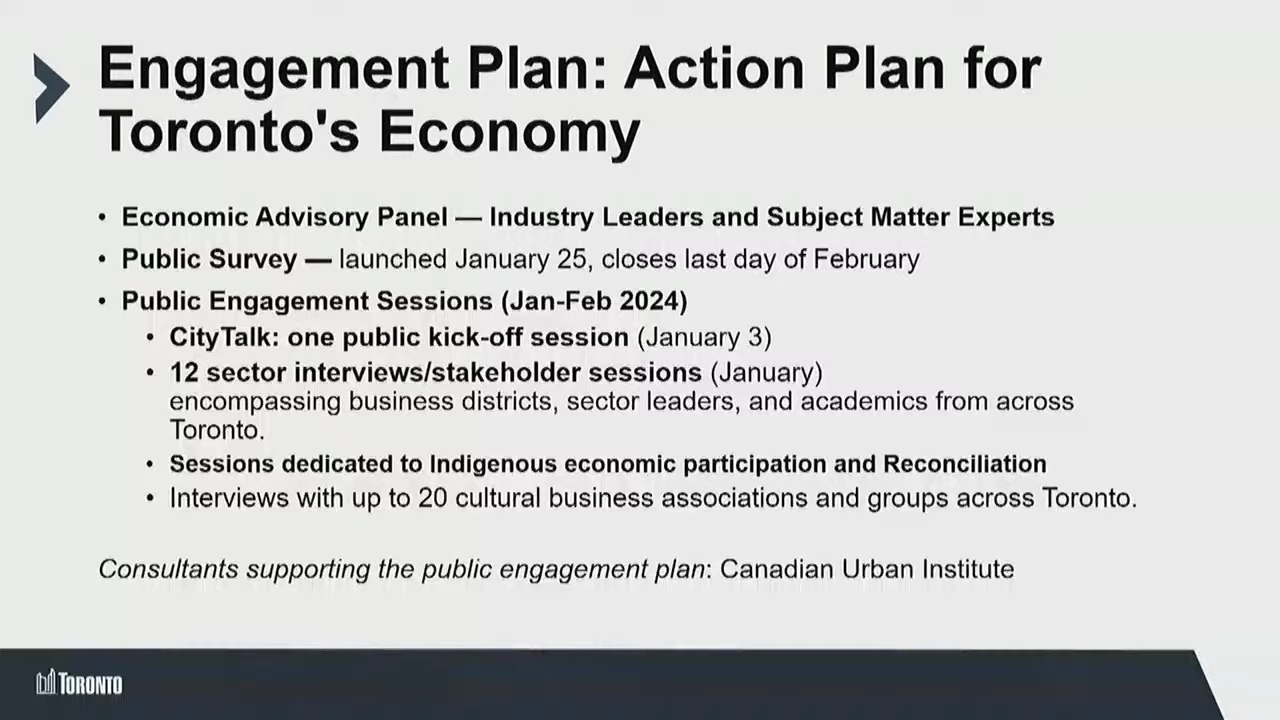 Engagement Plan: Action Plan for
Toronto's Economy
• Economic Advisory Panel — Industry Leaders and Subject Matter Experts
• Public Survey — launched January 25, closes last day of February
• Public Engagement Sessions (Jan-Feb 2024)
• CityTalk: one public kick-off session (January 3)
• 12 sector interviews/stakeholder sessions (January)
encompassing business districts, sector leaders, and academics from across
Toronto.
• Sessions dedicated to Indigenous economic participation and Reconciliation
• Interviews with up to 20 cultural business associations and groups across Toronto.
Consultants supporting the public engagement plan: Canadian Urban Institute
TORONTO